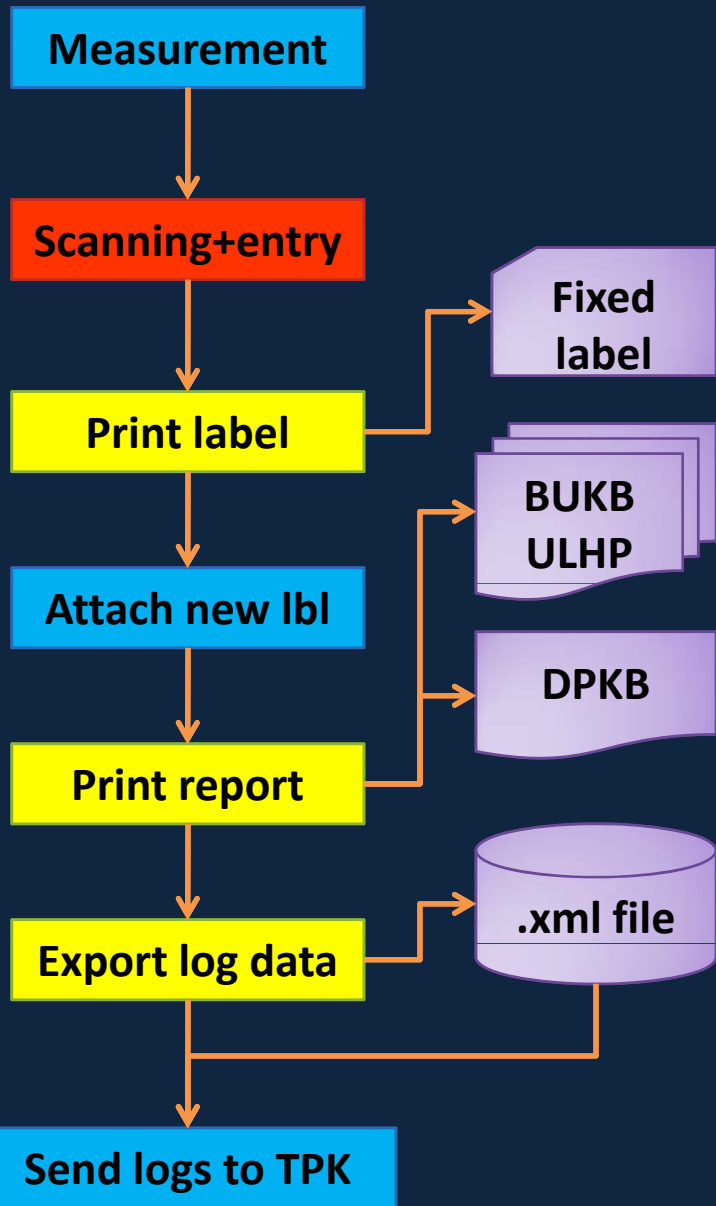 Measurement
Scanning+entry
Fixed
label
Print label
BUKB
ULHP
Attach new lbl
DPKB
Print report
.xml file
Export log data
Send logs to TPK